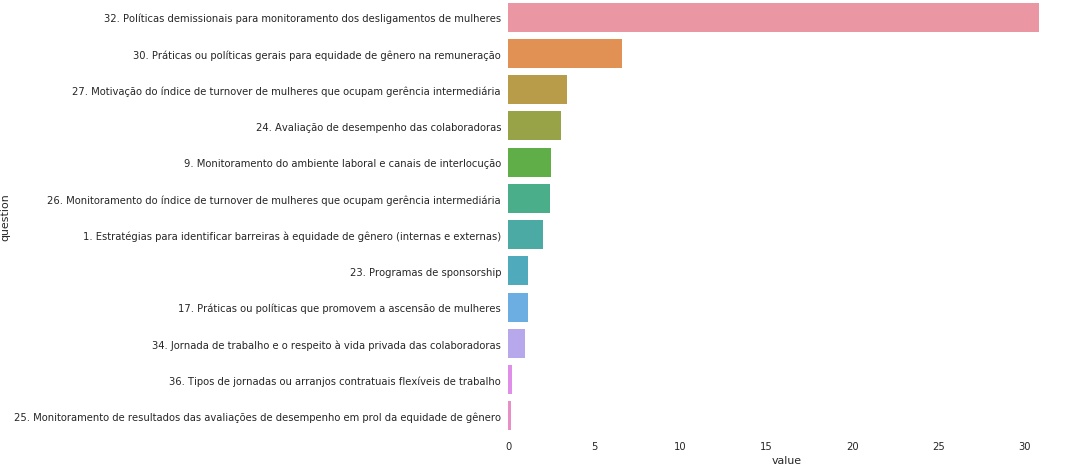 32. Políticas demissionais para monitoramento dos desligamentos de mulheres
30. Práticas ou políticas gerais para equidade de gênero na remuneração
27. Motivação do índice de turnover de mulheres que ocupam gerência intermediária
24. Avaliação de desempenho das colaboradoras
9. Monitoramento do ambiente laboral e canais de interlocução
26. Monitoramento do índice de turnover de mulheres que ocupam gerência intermediária
1. Estratégias para identificar barreiras à equidade de gênero (internas e externas)
23. Programas de sponsorship
17. Práticas ou políticas que promovem a ascensão de mulheres
34. Jornada de trabalho e o respeito à vida privada das colaboradoras
36. Tipos de jornadas ou arranjos contratuais flexíveis de trabalho
25. Monitoramento de resultados das avaliações de desempenho em prol da equidade de gênero
question
0 5 10 15 20 25 30
value